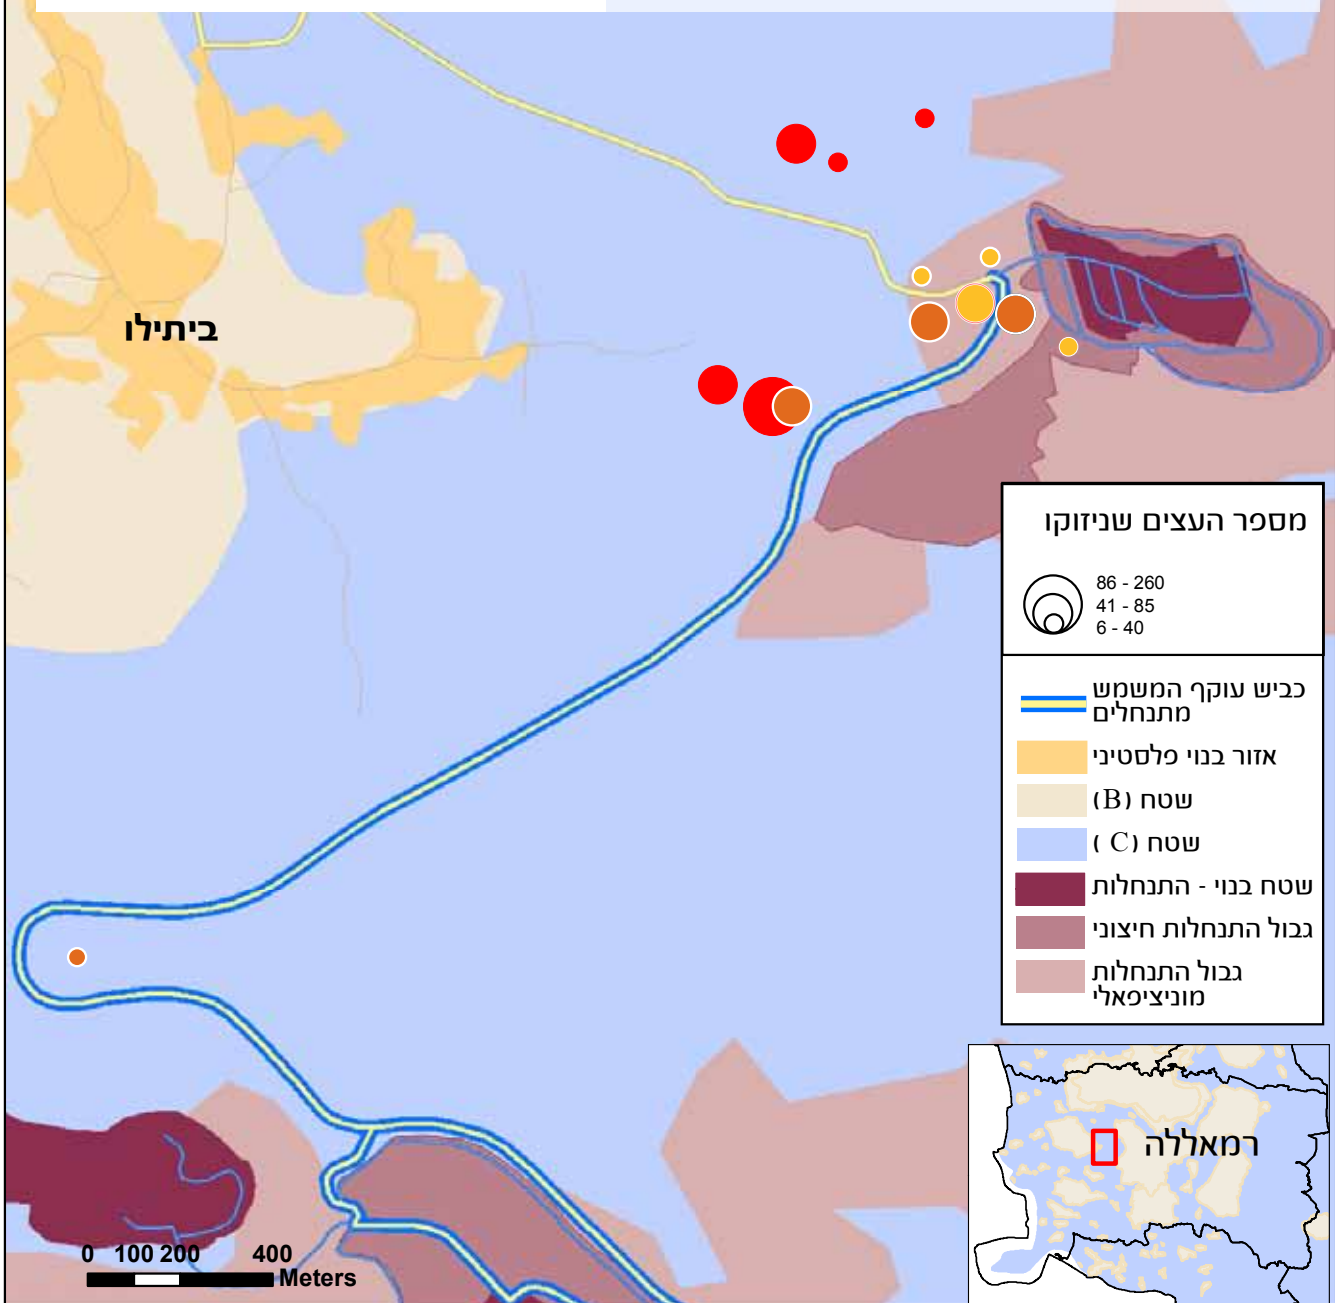 ביתילו
מספר העצים שניזוקו
86 - 260
41 - 85
6 - 40
כביש עוקף המשמש
מתנחלים
אזור בנוי פלסטיני
שטח (B)
שטח (C )
שטח בנוי - התנחלות
גבול התנחלות חיצוני
גבול התנחלות
מוניציפאלי
רמאללה
0 100 200 400
Meters